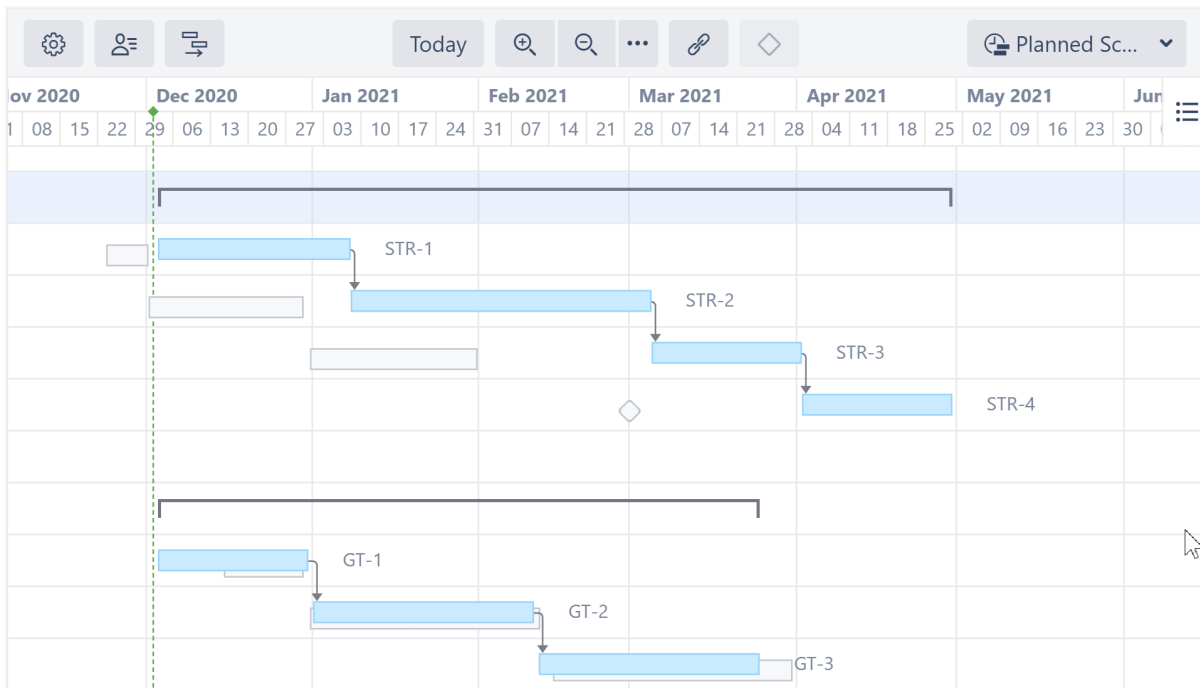 Today Planned Sc...
ov 2020 Dec 2020 Jan 2021 Feb 2021 Mar 2021 Apr 2021 May 2021 Jun
1 08 15 22 29 06 13 20 27 03 10 17 24 31 07 14 21 28 07 14 21 28 04 11 18 25 02 09 16 23 30
STR-1
STR-2
STR-3
STR-4
GT-1
GT-2
GT-3